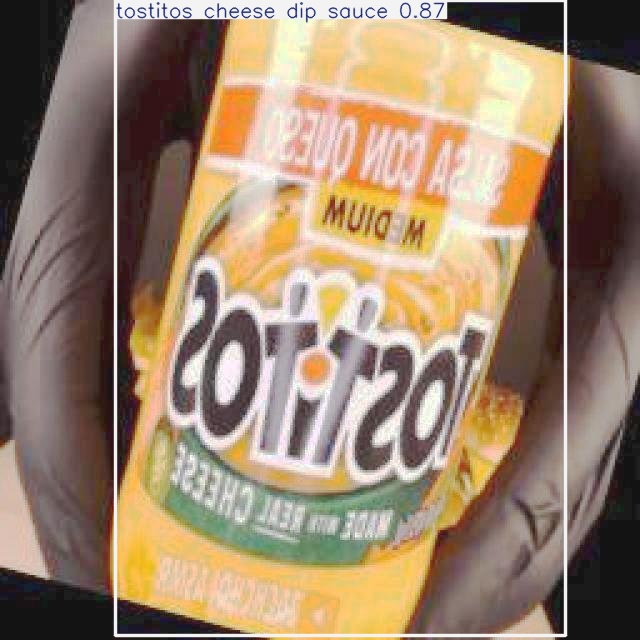 tostitos cheese dip sauce 0.87
SALSA CON QUESO
MEDIUM
TOSTITOS
MADE WITH REAL CHEESE